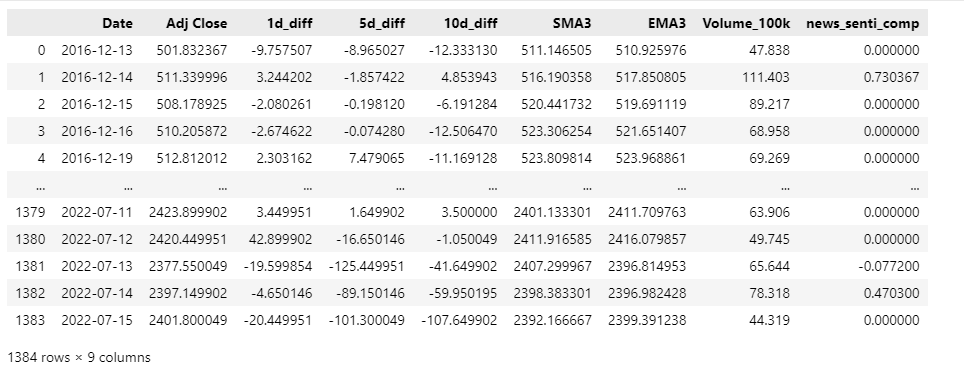 Date Adj Close 1d_diff 5d_diff 10d_diff SMA3 EMA3 Volume_100k news_senti_comp
0 2016-12-13 501.832367 -9.757507 -8.965027 -12.333130 511.146505 510.925976 47.838 0.000000
1 2016-12-14 511.339996 3.244202 -1.857422 4.853943 516.190358 517.850805 111.403 0.730367
2 2016-12-15 508.178925 -2.080261 -0.198120 -6.191284 520.441732 519.691119 89.217 0.000000
3 2016-12-16 510.205872 -2.674622 -0.074280 -12.506470 523.306254 521.651407 68.958 0.000000
4 2016-12-19 512.812012 2.303162 7.479065 -11.169128 523.809814 523.968861 69.269 0.000000
... ... ... ... ... ... ... ... ... ...
1379 2022-07-11 2423.899902 3.449951 1.649902 3.500000 2401.133301 2411.709763 63.906 0.000000
1380 2022-07-12 2420.449951 42.899902 -16.650146 -1.050049 2411.916585 2416.079857 49.745 0.000000
1381 2022-07-13 2377.550049 -19.599854 -125.449951 -41.649902 2407.299967 2396.814953 65.644 -0.077200
1382 2022-07-14 2397.149902 -4.650146 -89.150146 -59.950195 2398.383301 2396.982428 78.318 0.470300
1383 2022-07-15 2401.800049 -20.449951 -101.300049 -107.649902 2392.166667 2399.391238 44.319 0.000000
1384 rows × 9 columns